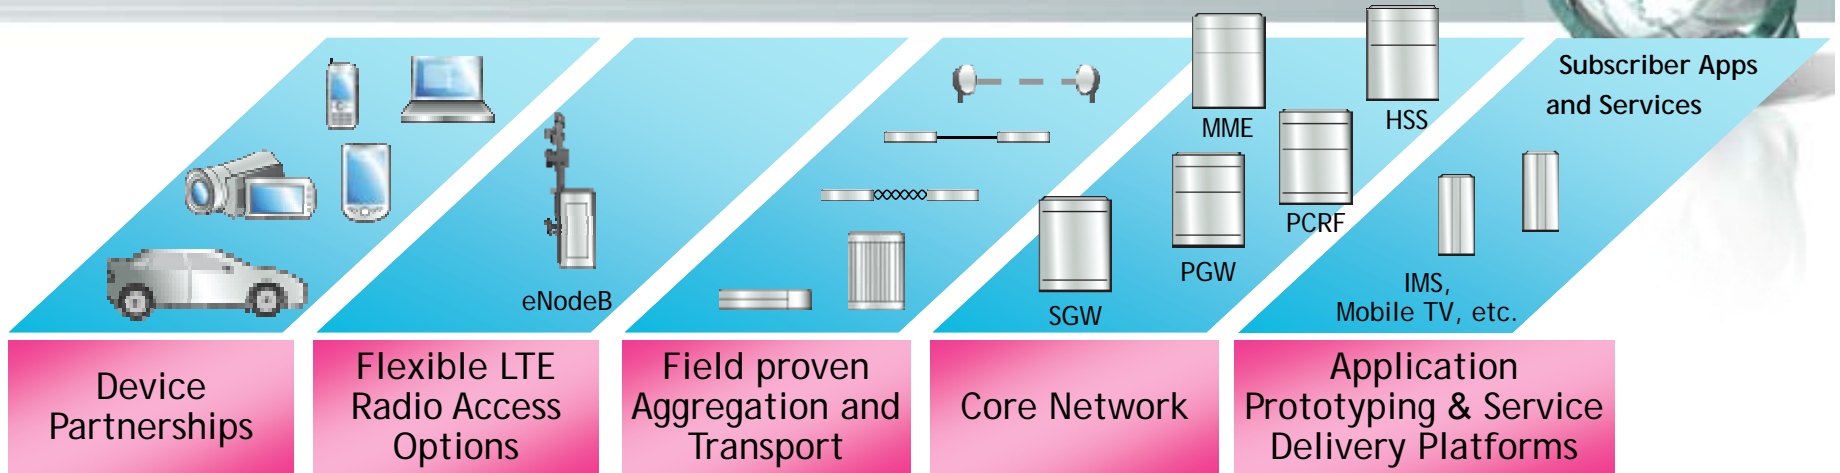 Subscriber Apps
and Services
MME
HSS
PCRF
PGW
SGW
eNodeB
IMS,
Mobile TV, etc.
Device
Partnerships
Flexible LTE
Radio Access
Options
Field proven
Aggregation and
Transport
Core Network
Application
Prototyping & Service
Delivery Platforms